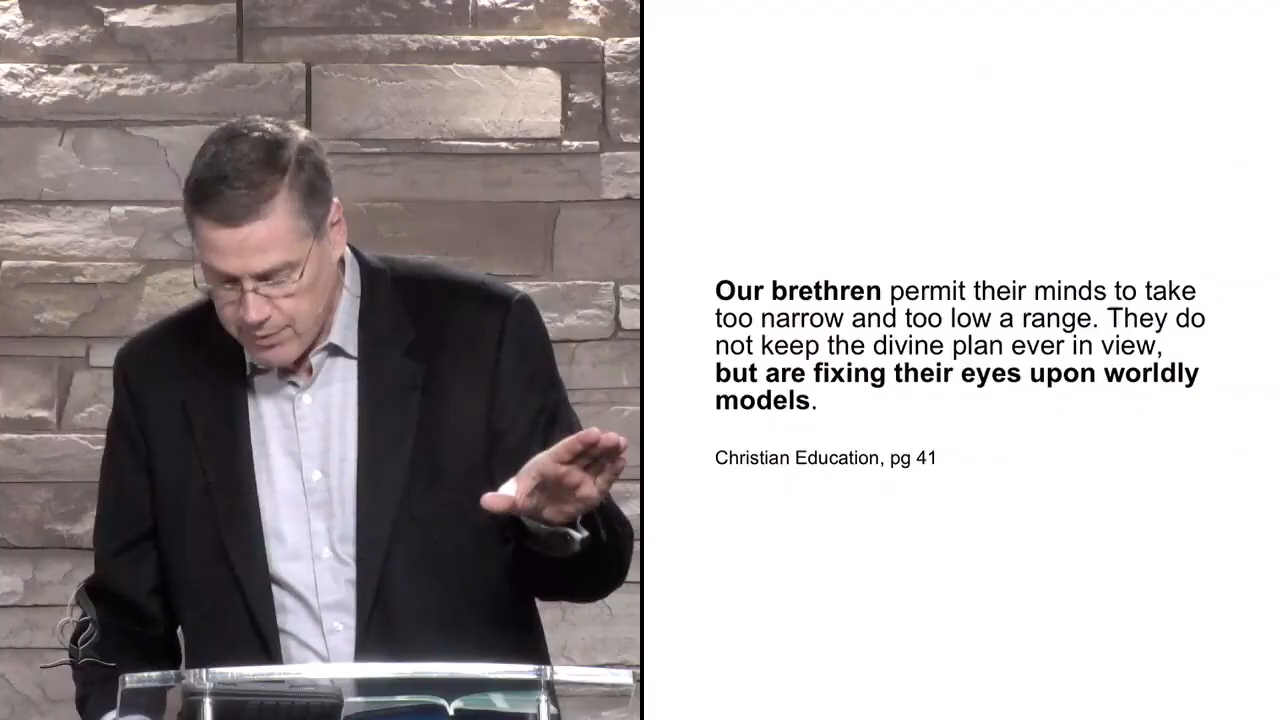 Our brethren permit their minds to take
too narrow and too low a range. They do
not keep the divine plan ever in view,
but are fixing their eyes upon worldly
models.
Christian Education, pg 41